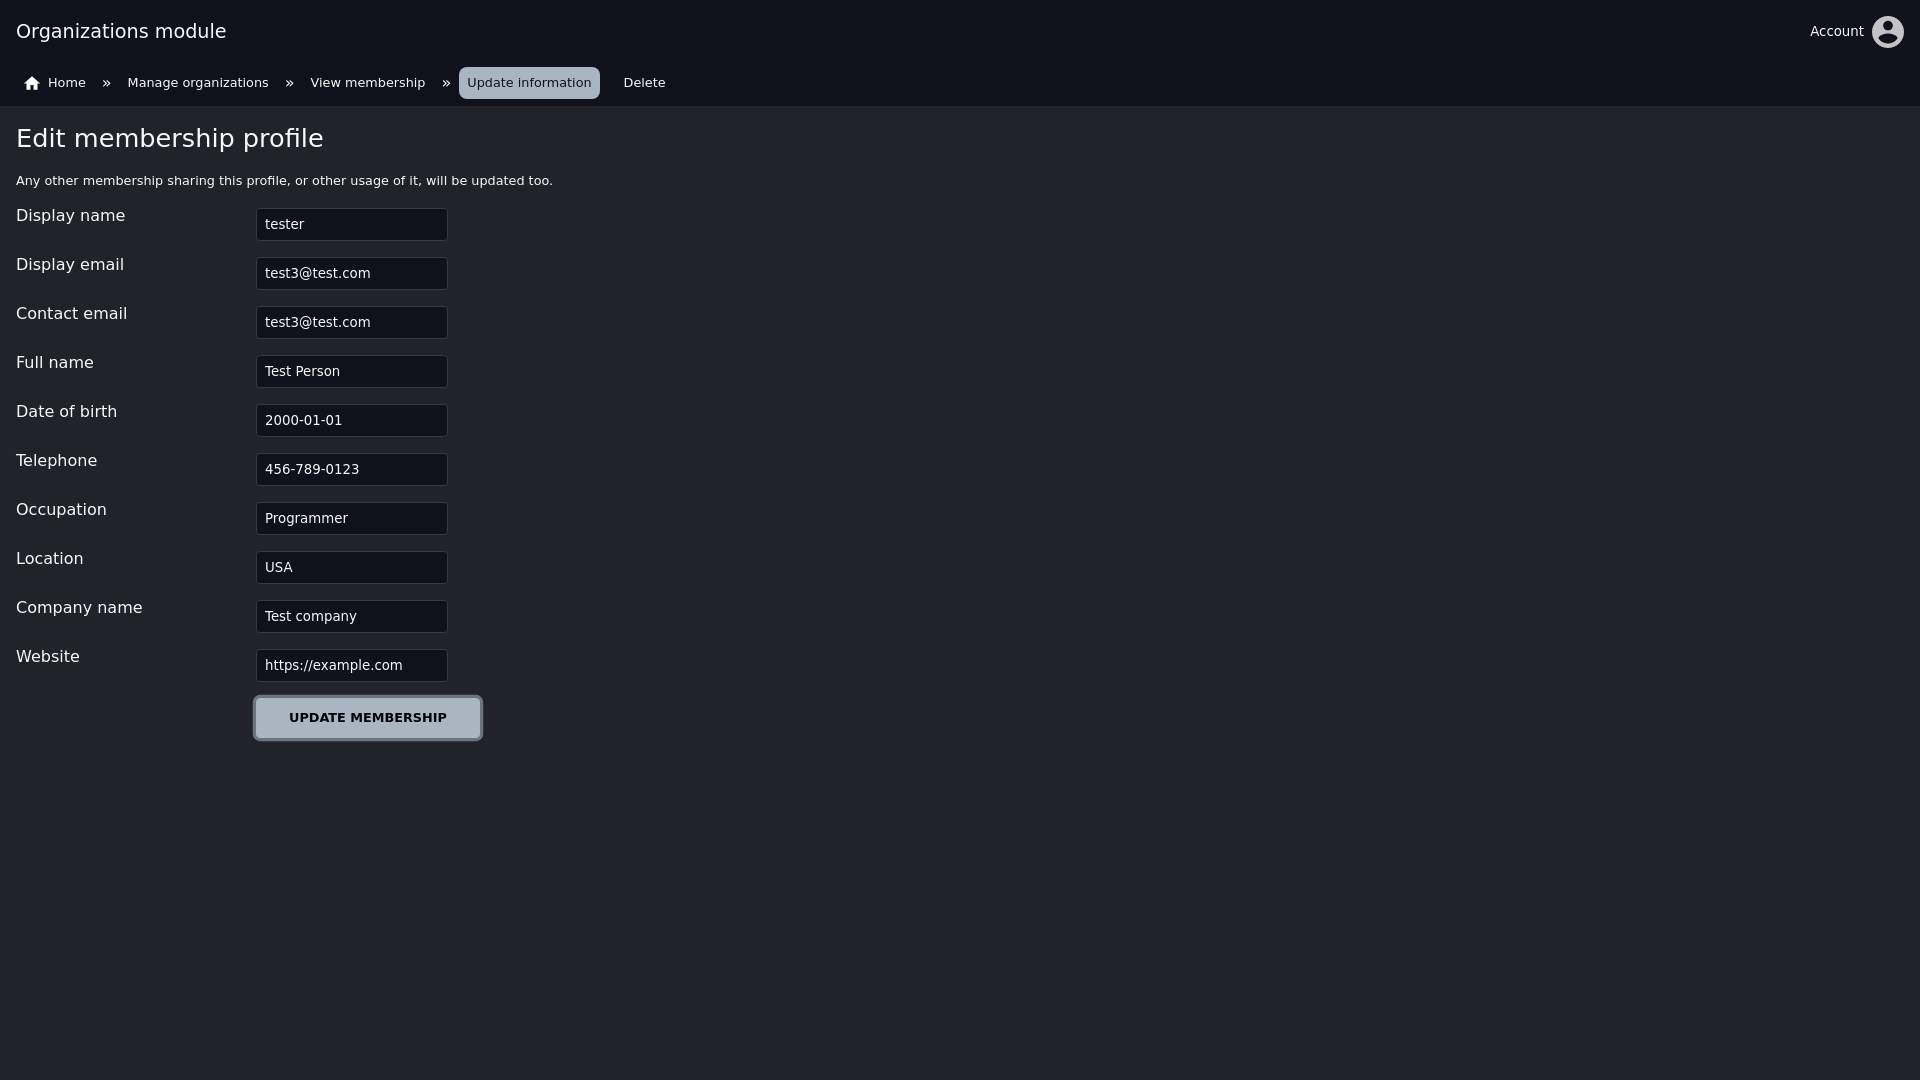 Organizations module
Account
Home » Manage organizations » View membership » Update information Delete
Edit membership profile
Any other membership sharing this profile, or other usage of it, will be updated too.
Display name tester
Display email test3@test.com
Contact email test3@test.com
Full name Test Person
Date of birth 2000-01-01
Telephone 456-789-0123
Occupation Programmer
Location USA
Company name Test company
Website https://example.com
UPDATE MEMBERSHIP